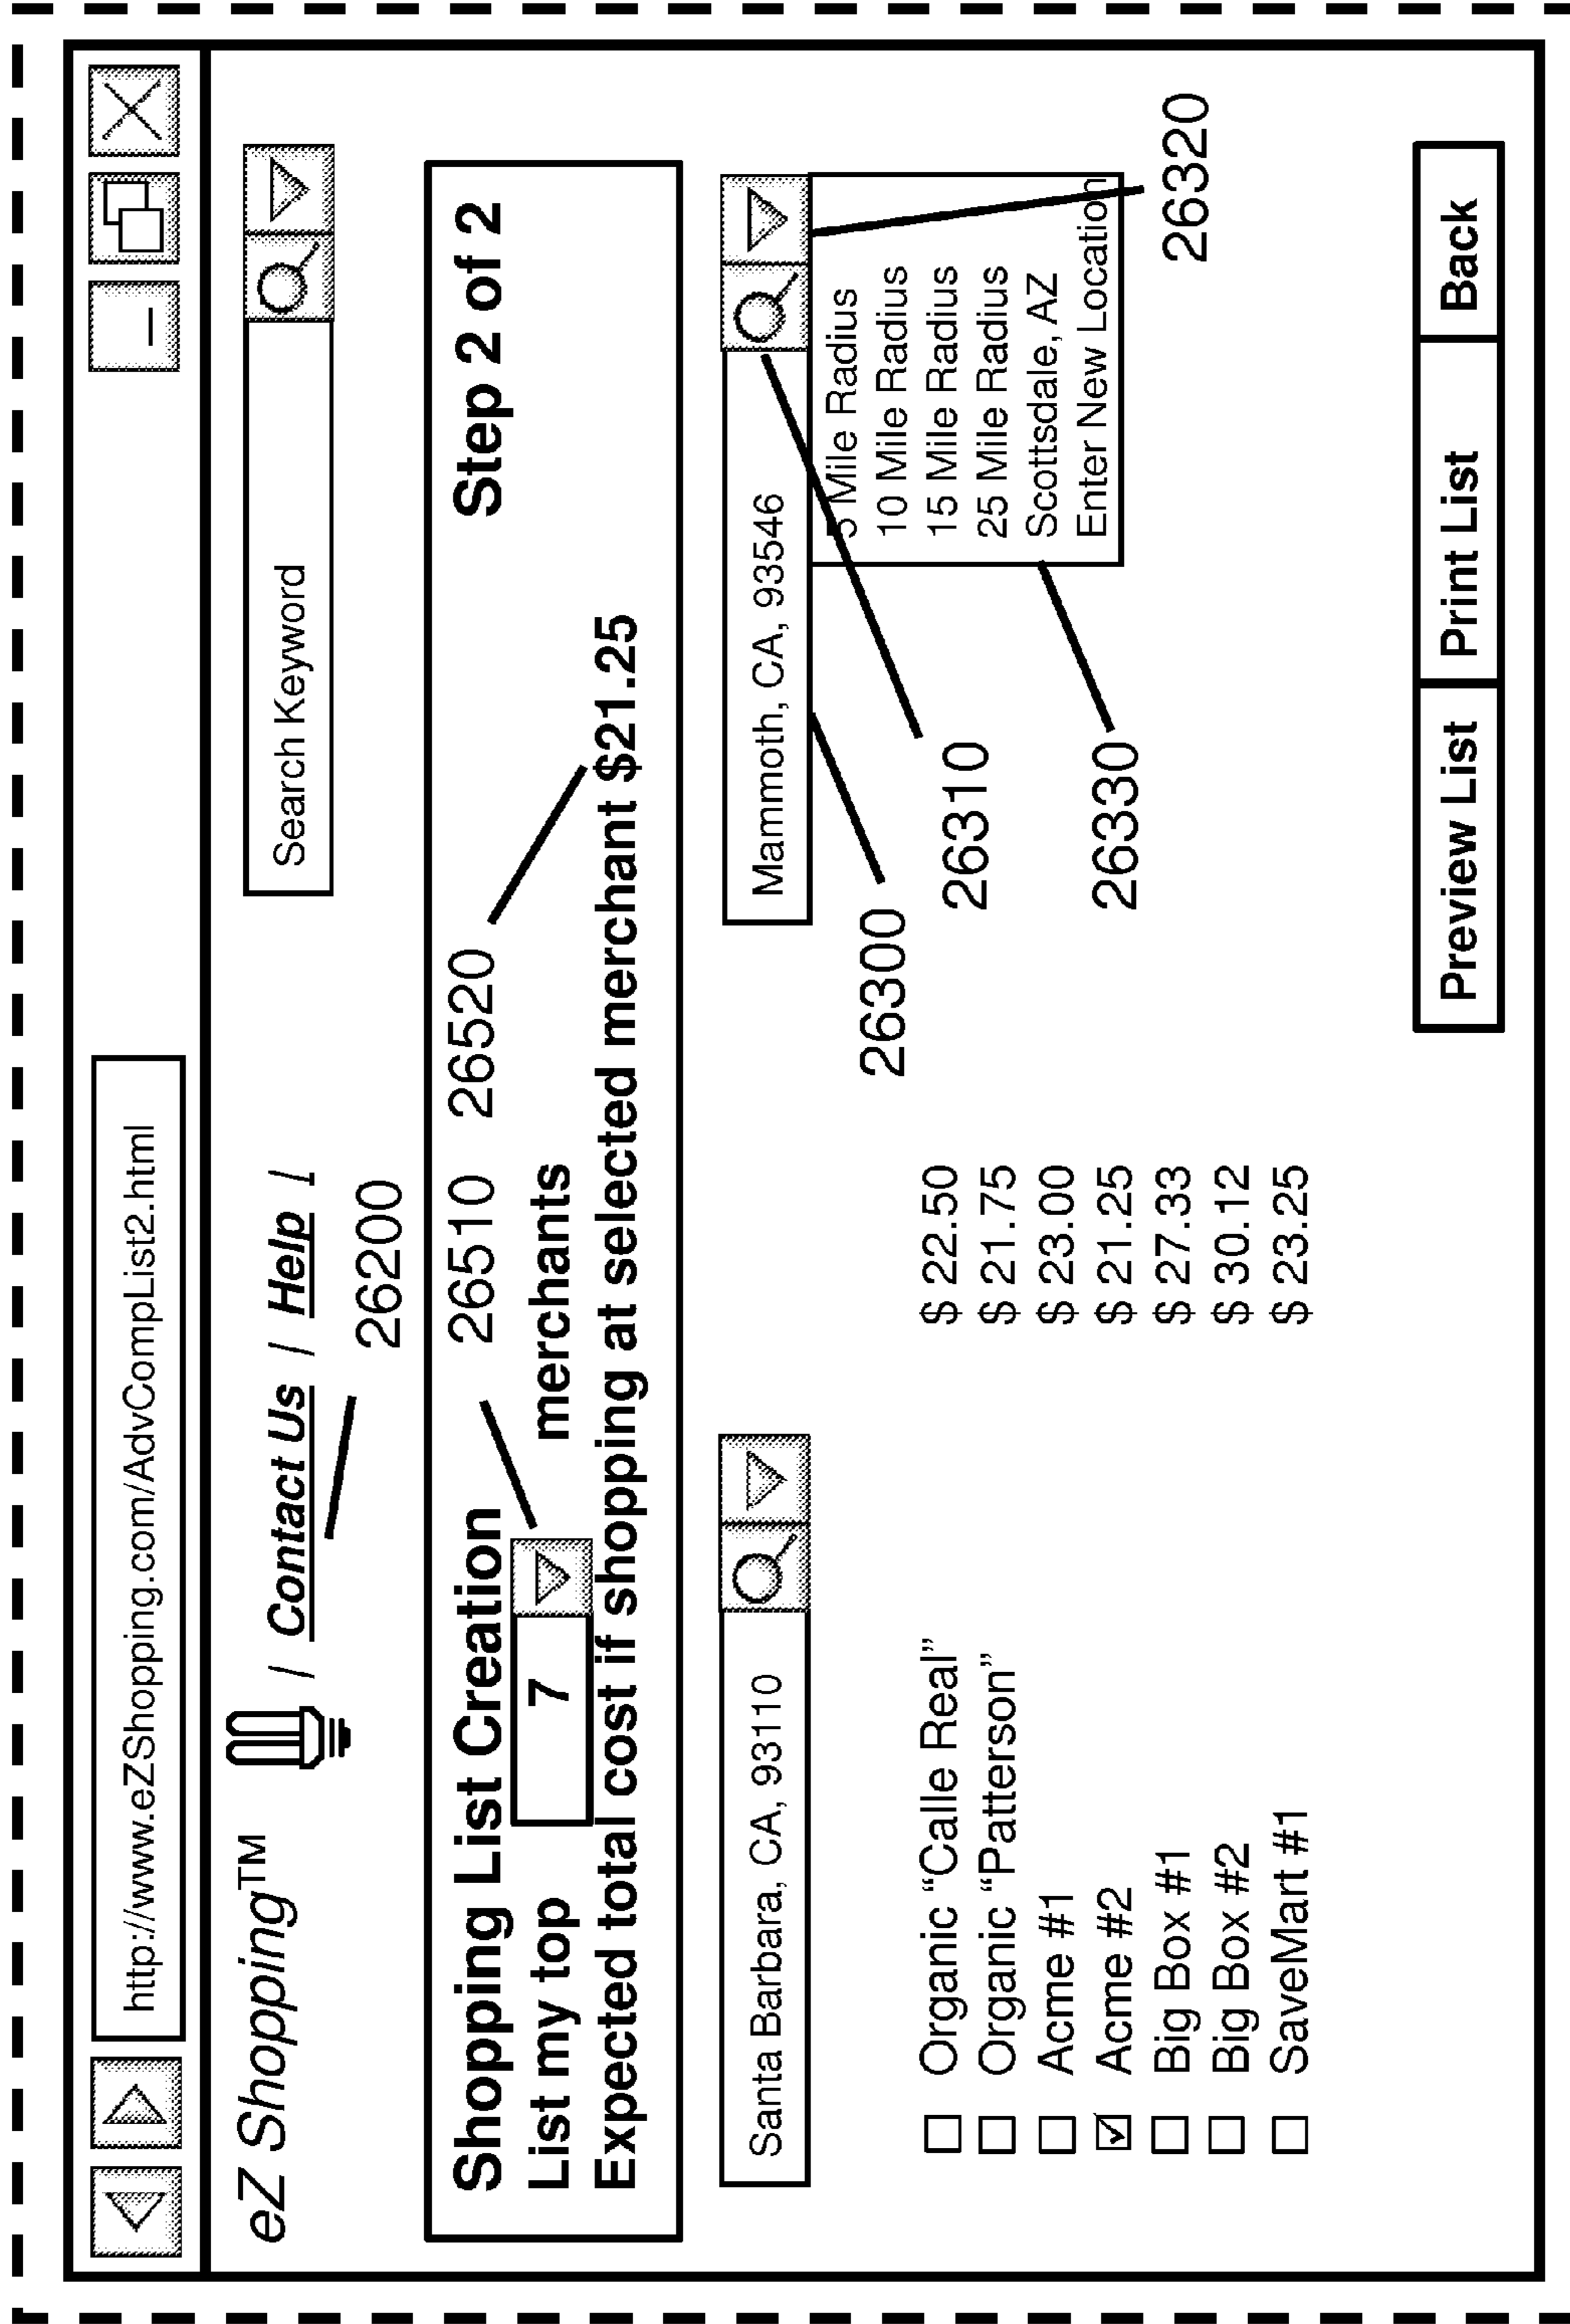 http://www.eZShopping.com/AdvCompList2.html
eZ Shopping™ / Contact Us / Help /
Search Keyword
26200
Shopping List Creation 26510 26520 Step 2 of 2
List my top 7 merchants
Expected total cost if shopping at selected merchant $21.25
Santa Barbara, CA, 93110
Mammoth, CA, 93546
5 Mile Radius
10 Mile Radius
15 Mile Radius
25 Mile Radius
Scottsdale, AZ
Enter New Location
26300
26310
26330
26320
Organic “Calle Real” $ 22.50
Organic “Patterson” $ 21.75
Acme #1 $ 23.00
Acme #2 $ 21.25
Big Box #1 $ 27.33
Big Box #2 $ 30.12
SaveMart #1 $ 23.25
Preview List Print List Back